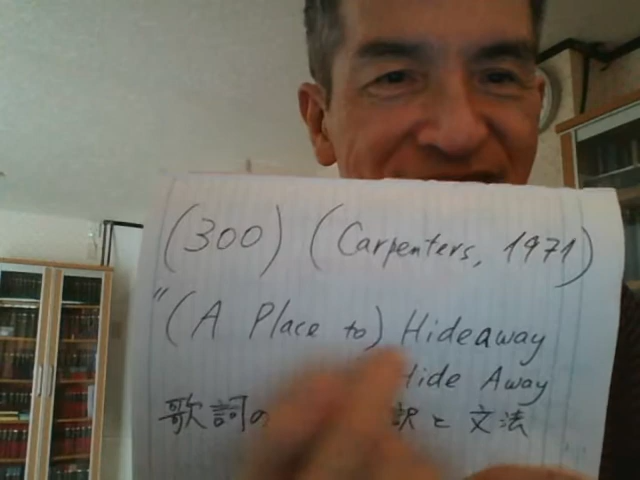 (300) (Carpenters, 1971)
"(A Place to) Hideaway
Hide Away
歌詞の 訳と文法